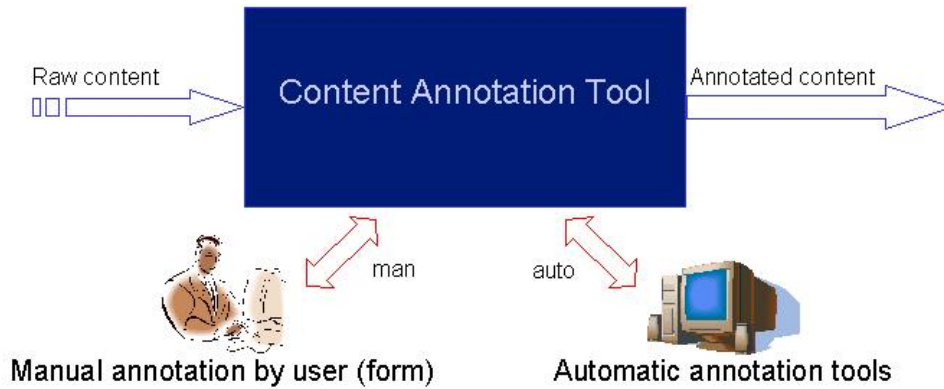 Raw content
Content Annotation Tool
Annotated content
man
auto
Manual annotation by user (form)
Automatic annotation tools